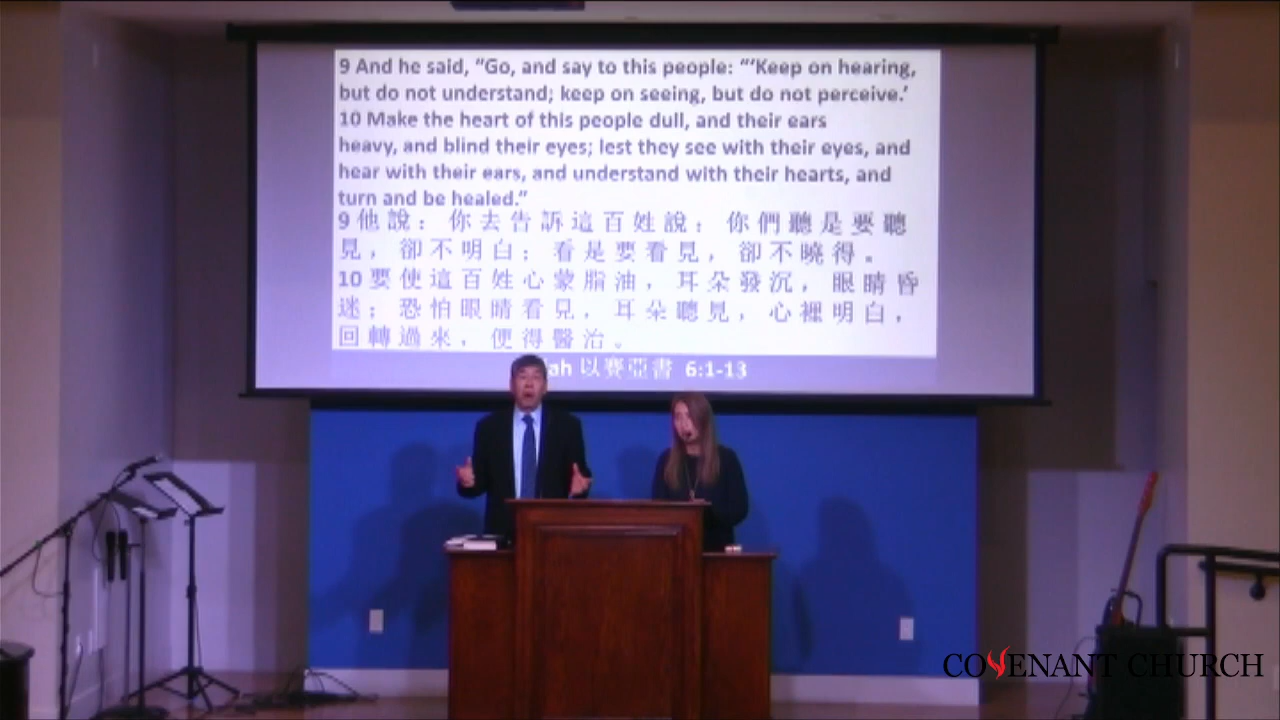 9 And he said, “Go, and say to this people: “‘Keep on hearing,
but do not understand; keep on seeing, but do not perceive.’
10 Make the heart of this people dull, and their ears
heavy, and blind their eyes; lest they see with their eyes, and
hear with their ears, and understand with their hearts, and
turn and be healed.”
9 他說：你去告訴這百姓說：你們聽是要聽
見，卻不明白；看是要看見，卻不曉得。
10 要使這百姓心蒙脂油，耳朵發沉，眼睛昏
迷；恐怕眼睛看見，耳朵聽見，心裡明白，
回轉過來，便得醫治。
ah 以賽亞書 6:1-13
COVENANT CHURCH